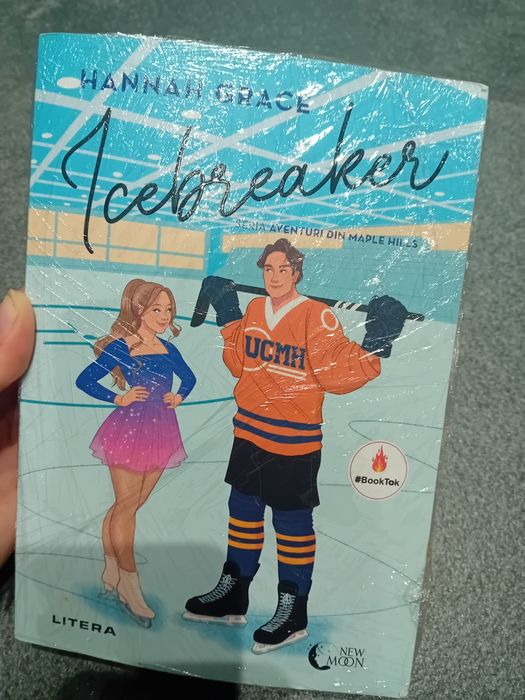 HANNAH GRACE
Icebreaker
SERIA AVENTURI DIN MAPLE HILLS
UCMH
#BookTok
LITERA
NEW
MOON